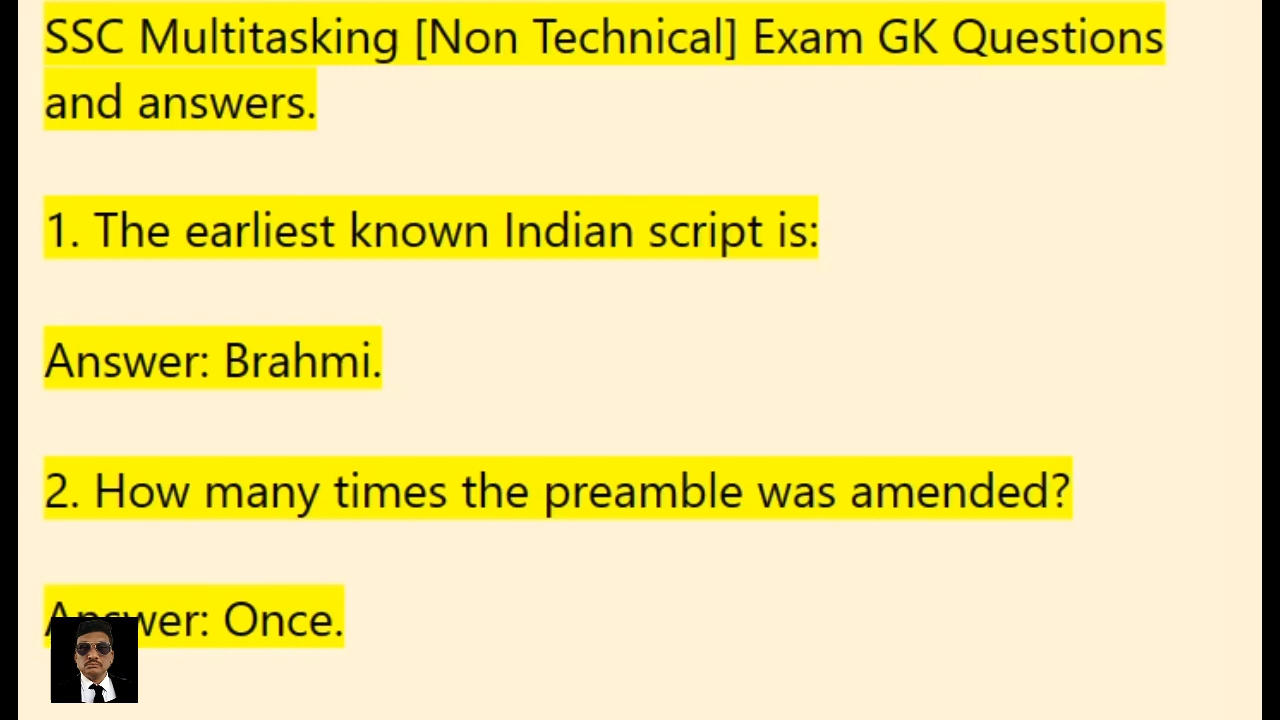 SSC Multitasking [Non Technical] Exam GK Questions
and answers.
1. The earliest known Indian script is:
Answer: Brahmi.
2. How many times the preamble was amended?
Answer: Once.